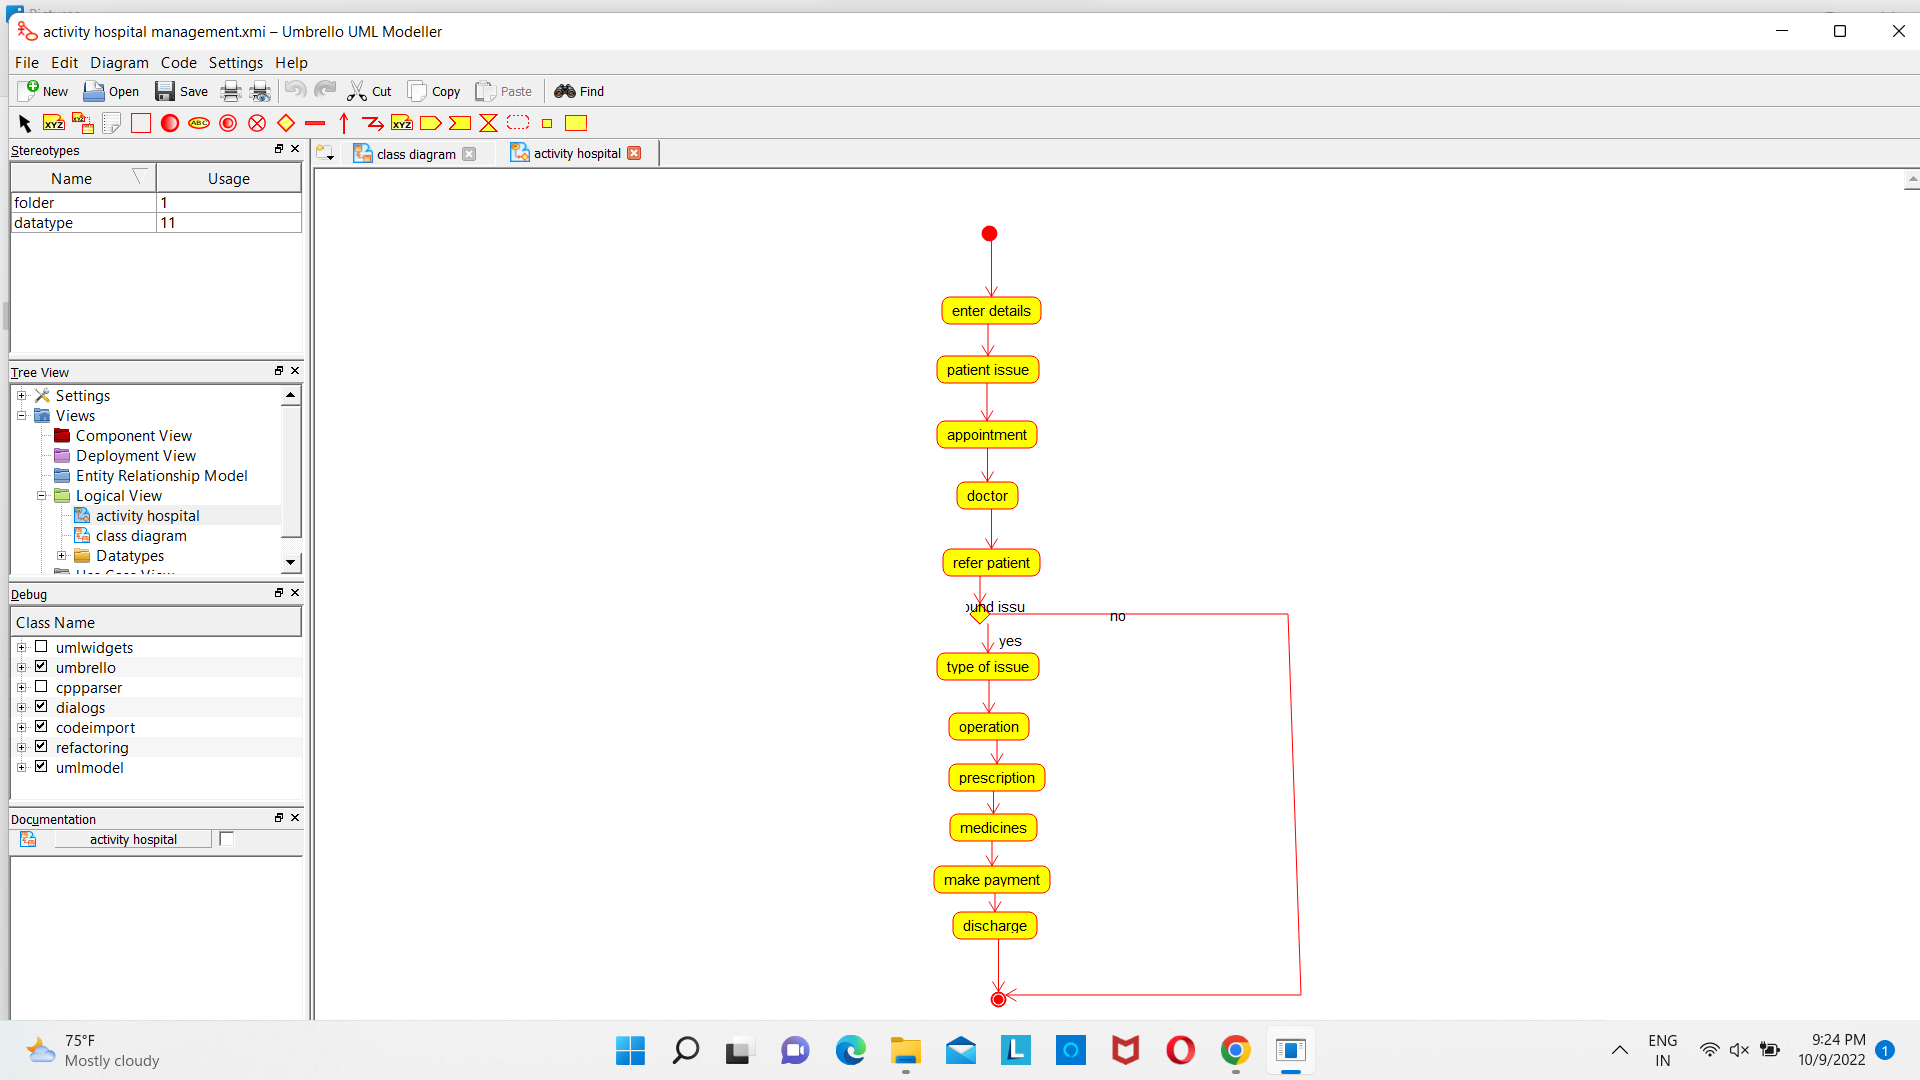 activity hospital management.xmi – Umbrello UML Modeller
File Edit Diagram Code Settings Help
New Open Save Cut Copy Paste Find
XYZ XYZ ABC XYZ
Stereotypes
class diagram activity hospital
Name Usage
folder 1
datatype 11
Tree View
Settings
Views
Component View
Deployment View
Entity Relationship Model
Logical View
activity hospital
class diagram
Datatypes
Debug
Class Name
umlwidgets
umbrello
cppparser
dialogs
codeimport
refactoring
umlmodel
Documentation
activity hospital
enter details
patient issue
appointment
doctor
refer patient
ound issu
no
yes
type of issue
operation
prescription
medicines
make payment
discharge
75°F
Mostly cloudy
L
ENG
IN
9:24 PM
10/9/2022
1